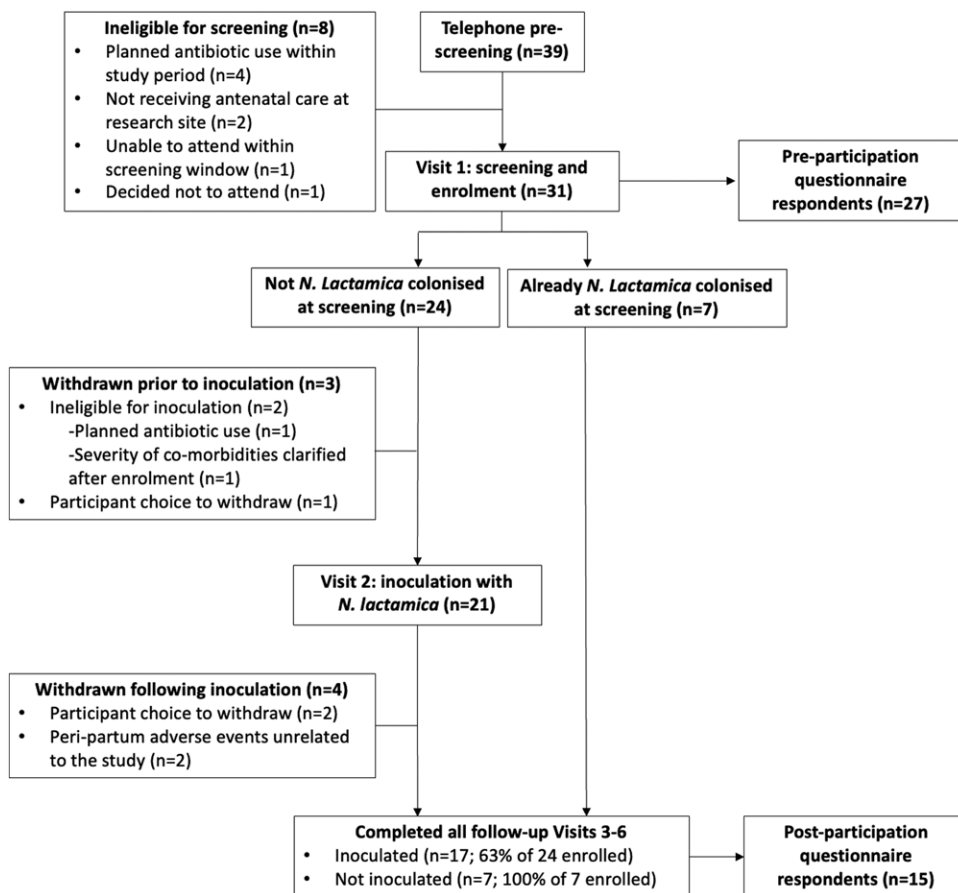 Ineligible for screening (n=8)
• Planned antibiotic use within
study period (n=4)
• Not receiving antenatal care at
research site (n=2)
• Unable to attend within
screening window (n=1)
• Decided not to attend (n=1)
Telephone pre-
screening (n=39)
Visit 1: screening and
enrolment (n=31)
Pre-participation
questionnaire
respondents (n=27)
Not N. Lactamica colonised
at screening (n=24)
Already N. Lactamica colonised
at screening (n=7)
Withdrawn prior to inoculation (n=3)
• Ineligible for inoculation (n=2)
-Planned antibiotic use (n=1)
-Severity of co-morbidities clarified
after enrolment (n=1)
• Participant choice to withdraw (n=1)
Visit 2: inoculation with
N. lactamica (n=21)
Withdrawn following inoculation (n=4)
• Participant choice to withdraw (n=2)
• Peri-partum adverse events unrelated
to the study (n=2)
Completed all follow-up Visits 3-6
• Inoculated (n=17; 63% of 24 enrolled)
• Not inoculated (n=7; 100% of 7 enrolled)
Post-participation
questionnaire
respondents (n=15)